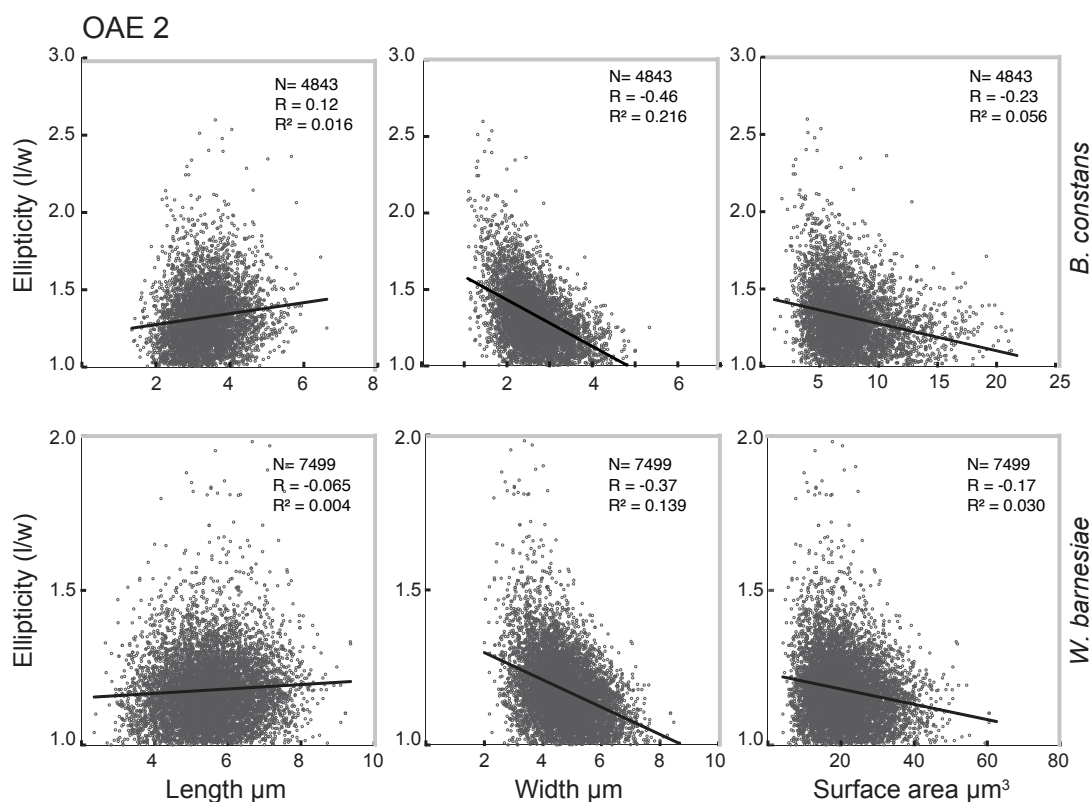 OAE 2
3.0
2.5
2.0
1.5
1.0
Ellipticity (l/w)
N= 4843
R = 0.12
R² = 0.016
2 4 6 8
N= 4843
R = -0.46
R² = 0.216
2 4 6
3.0
2.5
2.0
1.5
1.0
N= 4843
R = -0.23
R² = 0.056
3.0
2.5
2.0
1.5
1.0
5 10 15 20 25
B. constans
2.0
1.5
1.0
Ellipticity (l/w)
N= 7499
R = -0.065
R² = 0.004
4 6 8 10
Length µm
2.0
1.5
1.0
N= 7499
R = -0.37
R² = 0.139
2 4 6 8 10
Width µm
2.0
1.5
1.0
N= 7499
R = -0.17
R² = 0.030
20 40 60 80
Surface area µm³
W. barnesiae